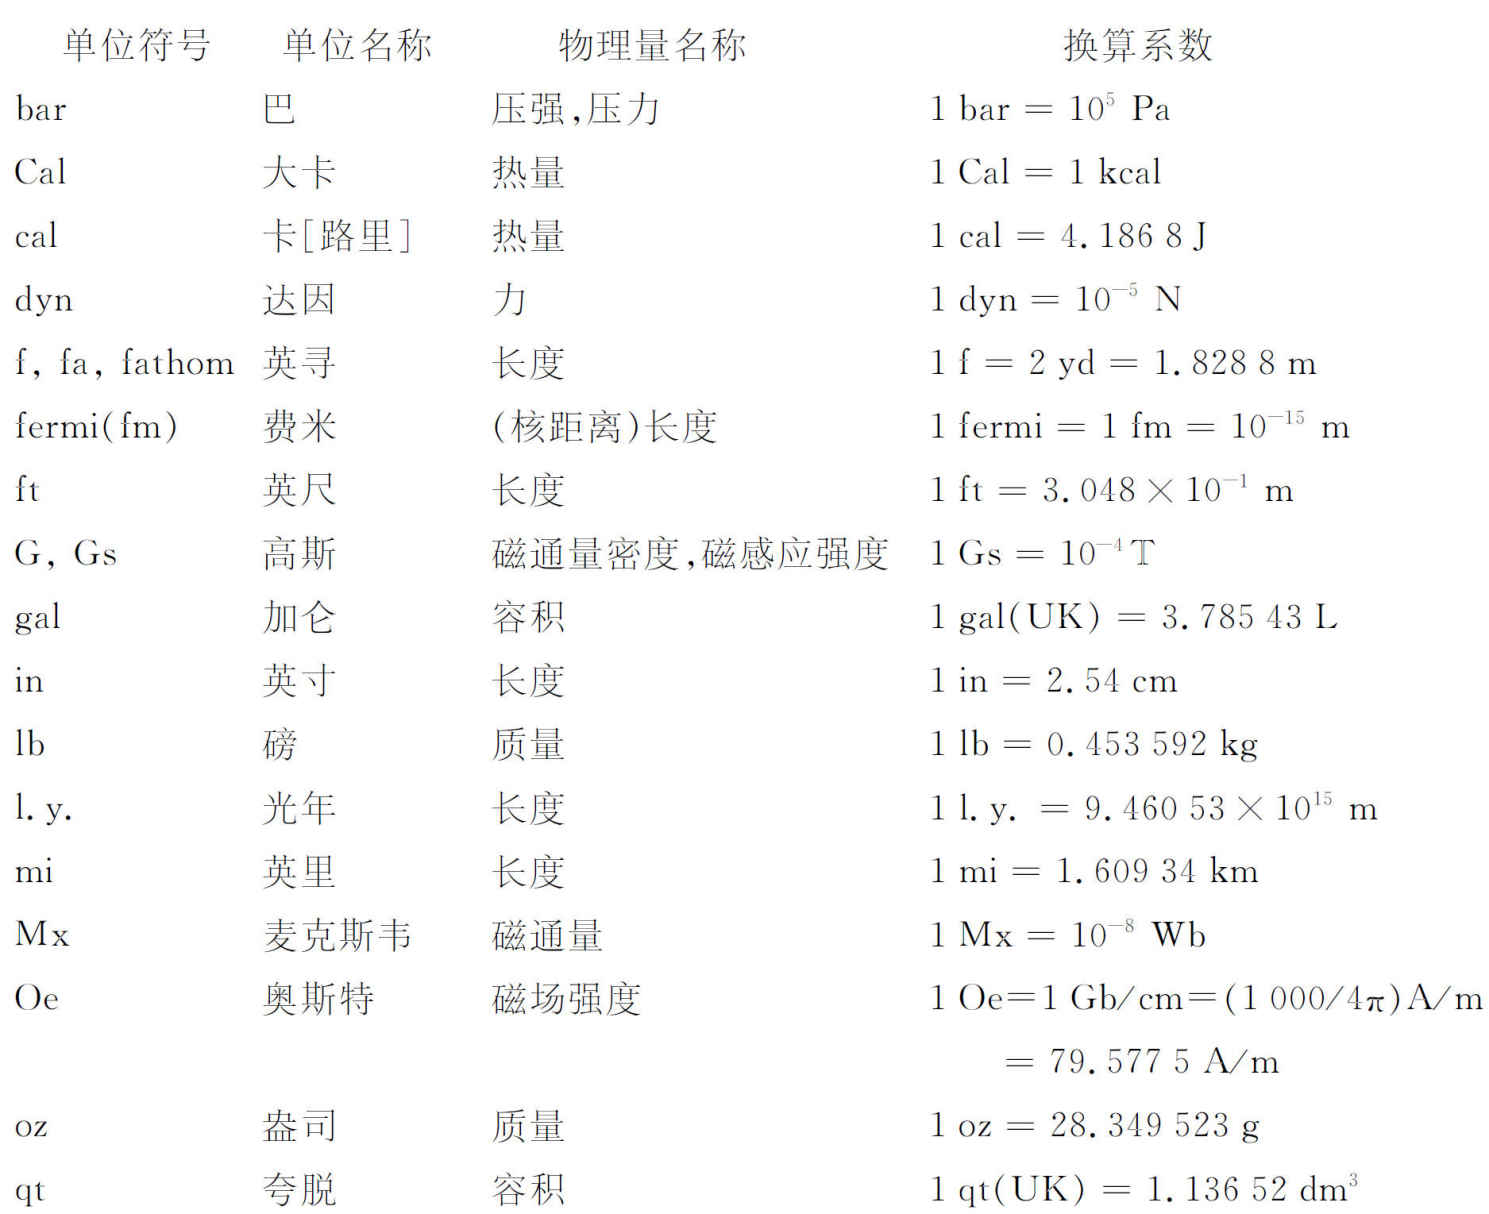 单位符号 单位名称 物理量名称 换算系数
bar 巴 压强,压力 1 bar = 10⁵ Pa
Cal 大卡 热量 1 Cal = 1 kcal
cal 卡[路里] 热量 1 cal = 4.186 8 J
dyn 达因 力 1 dyn = 10⁻⁵ N
f, fa, fathom 英寻 长度 1 f = 2 yd = 1.828 8 m
fermi(fm) 费米 (核距离)长度 1 fermi = 1 fm = 10⁻¹⁵ m
ft 英尺 长度 1 ft = 3.048×10⁻¹ m
G, Gs 高斯 磁通量密度,磁感应强度 1 Gs = 10⁻⁴ T
gal 加仑 容积 1 gal(UK) = 3.785 43 L
in 英寸 长度 1 in = 2.54 cm
lb 磅 质量 1 lb = 0.453 592 kg
l.y. 光年 长度 1 l.y. = 9.460 53×10¹⁵ m
mi 英里 长度 1 mi = 1.609 34 km
Mx 麦克斯韦 磁通量 1 Mx = 10⁻⁸ Wb
Oe 奥斯特 磁场强度 1 Oe=1 Gb/cm=(1 000/4π)A/m
= 79.577 5 A/m
oz 盎司 质量 1 oz = 28.349 523 g
qt 夸脱 容积 1 qt(UK) = 1.136 52 dm³